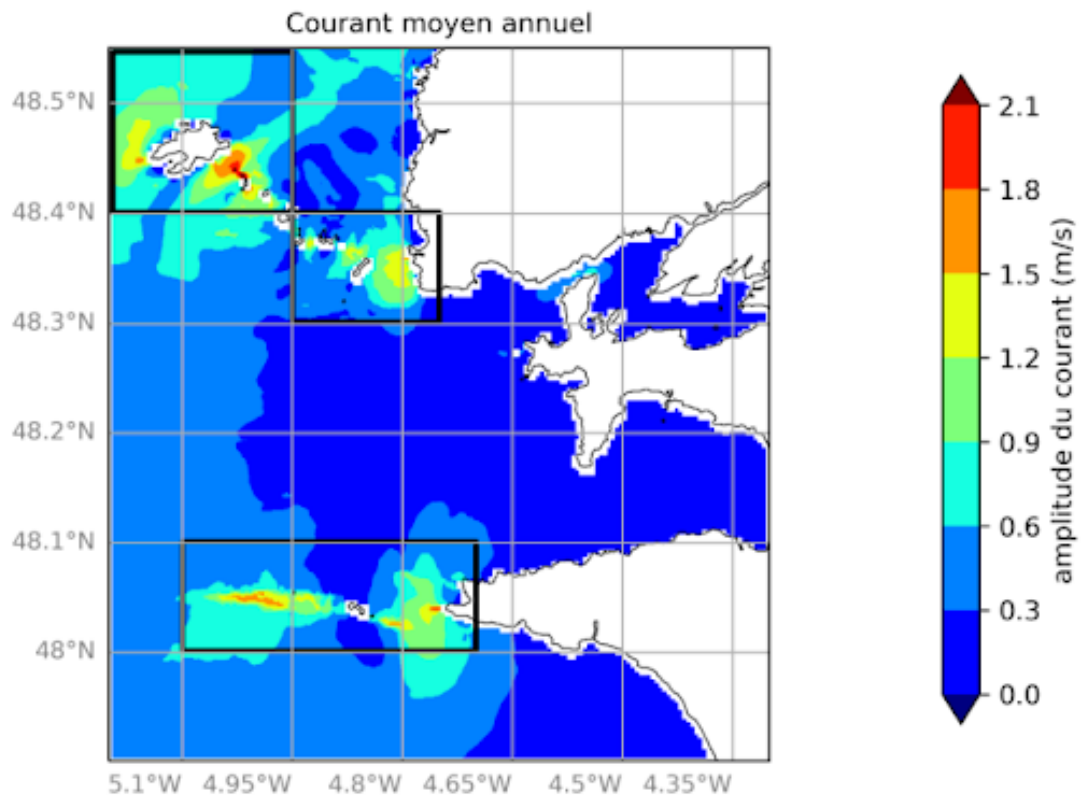 Courant moyen annuel
48.5°N
48.4°N
48.3°N
48.2°N
48.1°N
48°N
5.1°W 4.95°W 4.8°W 4.65°W 4.5°W 4.35°W
2.1
1.8
1.5
1.2
0.9
0.6
0.3
0.0
amplitude du courant (m/s)